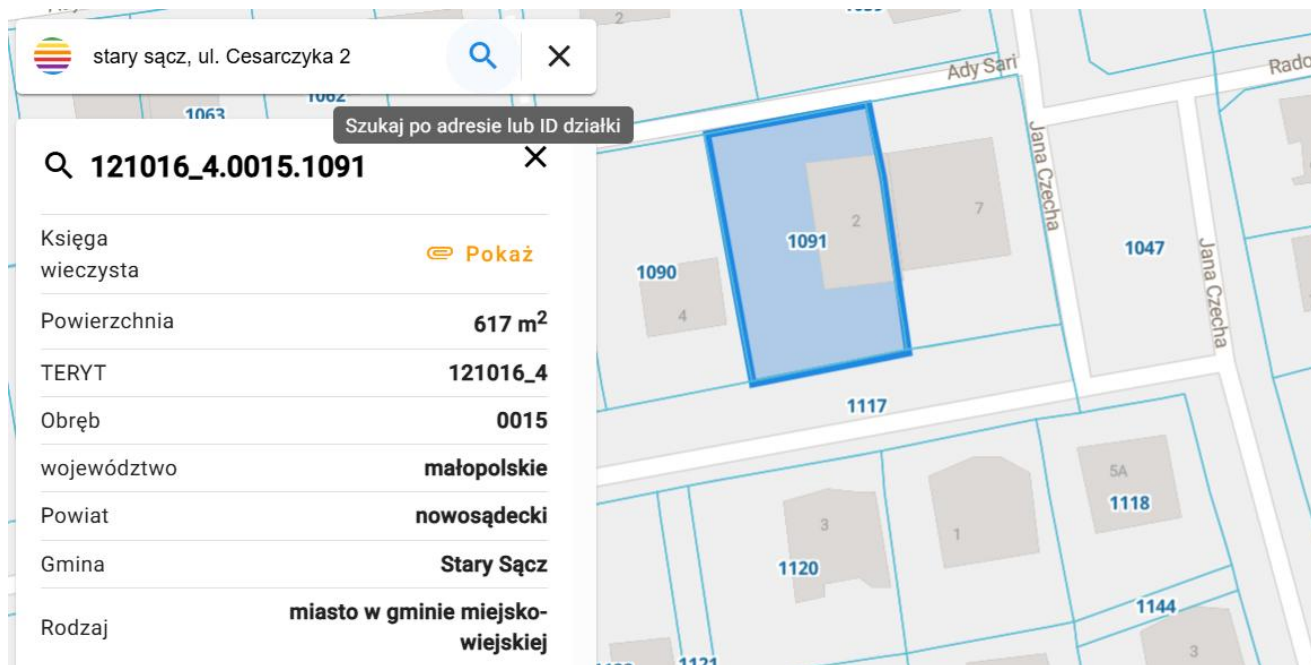 stary sącz, ul. Cesarczyka 2
Szukaj po adresie lub ID działki
121016_4.0015.1091
Księga wieczysta
Pokaż
Powierzchnia
617 m²
TERYT
121016_4
Obręb
0015
województwo
małopolskie
Powiat
nowosądecki
Gmina
Stary Sącz
Rodzaj
miasto w gminie miejsko-
wiejskiej
1063
1062
2
Ady Sari
Jana Czecha
Jana Czecha
1091
2
7
1090
4
1047
1117
3
1120
1
5A
1118
1144
3
1121